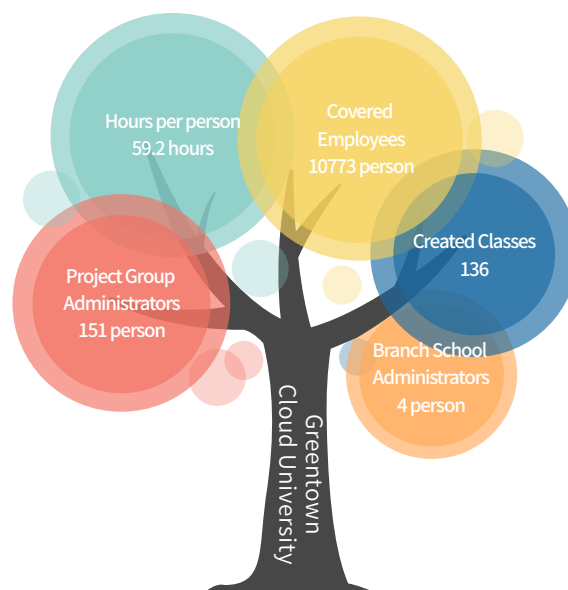 Hours per person
59.2 hours
Covered
Employees
10773 person
Created Classes
136
Project Group
Administrators
151 person
Branch School
Administrators
4 person
Greentown
Cloud University